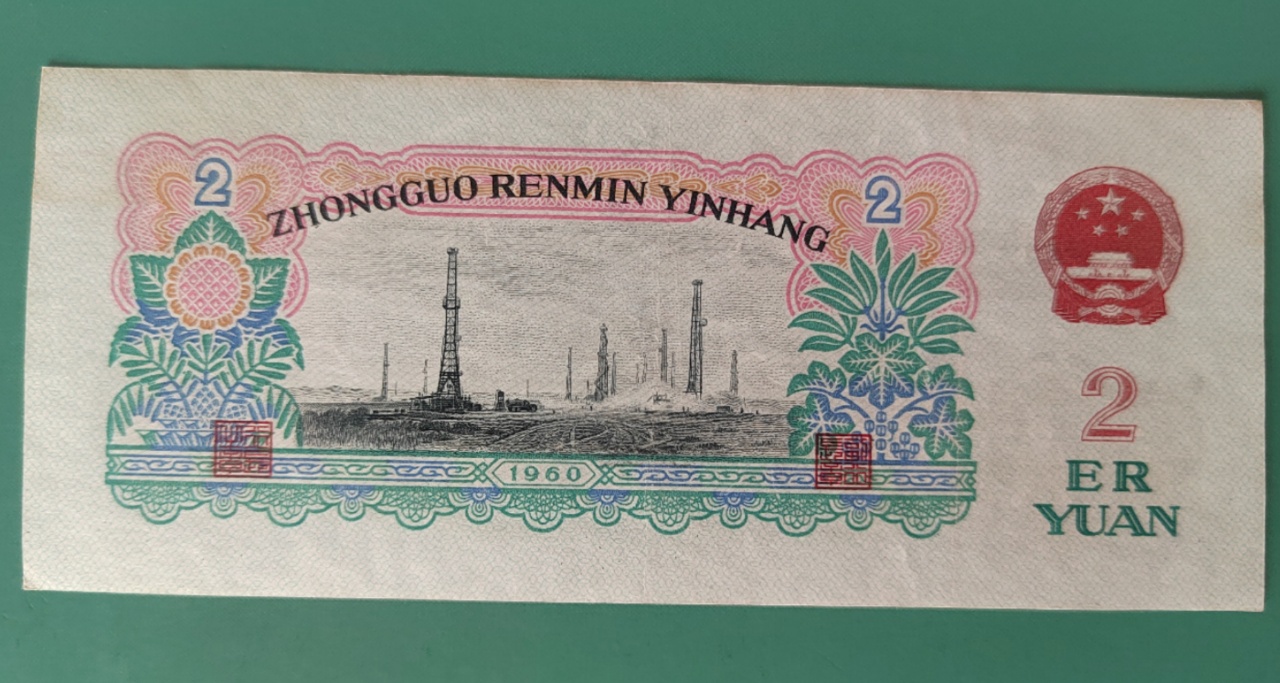 2
2
ZHONGGUO RENMIN YINHANG
1960
2
ER
YUAN